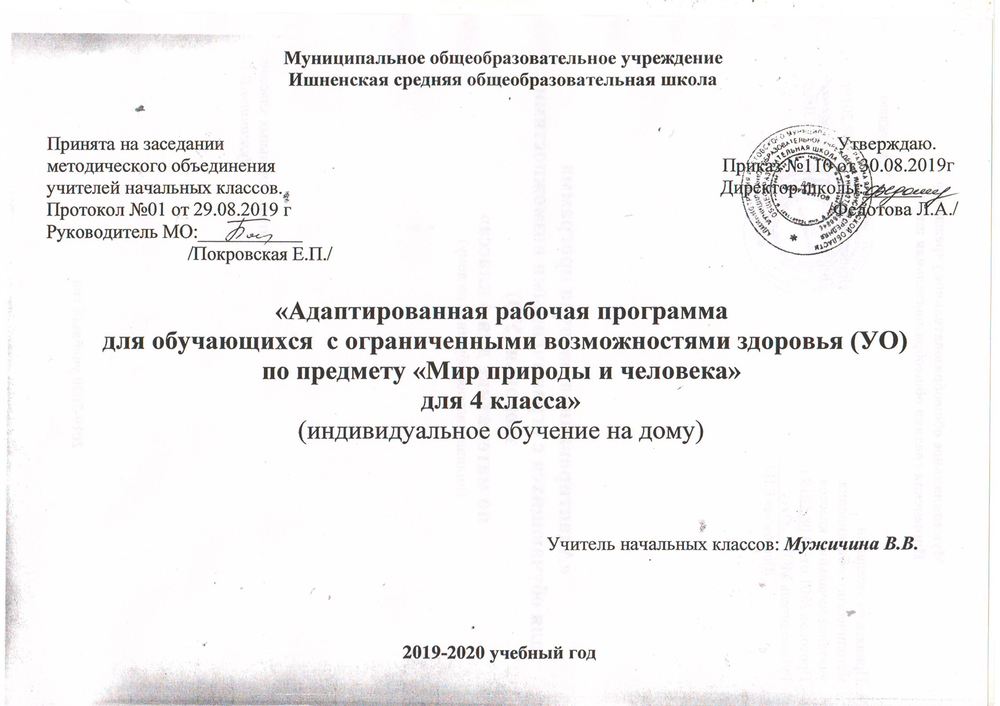 Муниципальное общеобразовательное учреждение
Ишненская средняя общеобразовательная школа
Принята на заседании
методического объединения
учителей начальных классов.
Протокол №01 от 29.08.2019 г
Руководитель МО:___________
/Покровская Е.П./
Утверждаю.
Приказ №110 от 30.08.2019г
Директор школы:
Федотова Л.А./
«Адаптированная рабочая программа
для обучающихся с ограниченными возможностями здоровья (УО)
по предмету «Мир природы и человека»
для 4 класса»
(индивидуальное обучение на дому)
Учитель начальных классов: Мужичина В.В.
2019-2020 учебный год